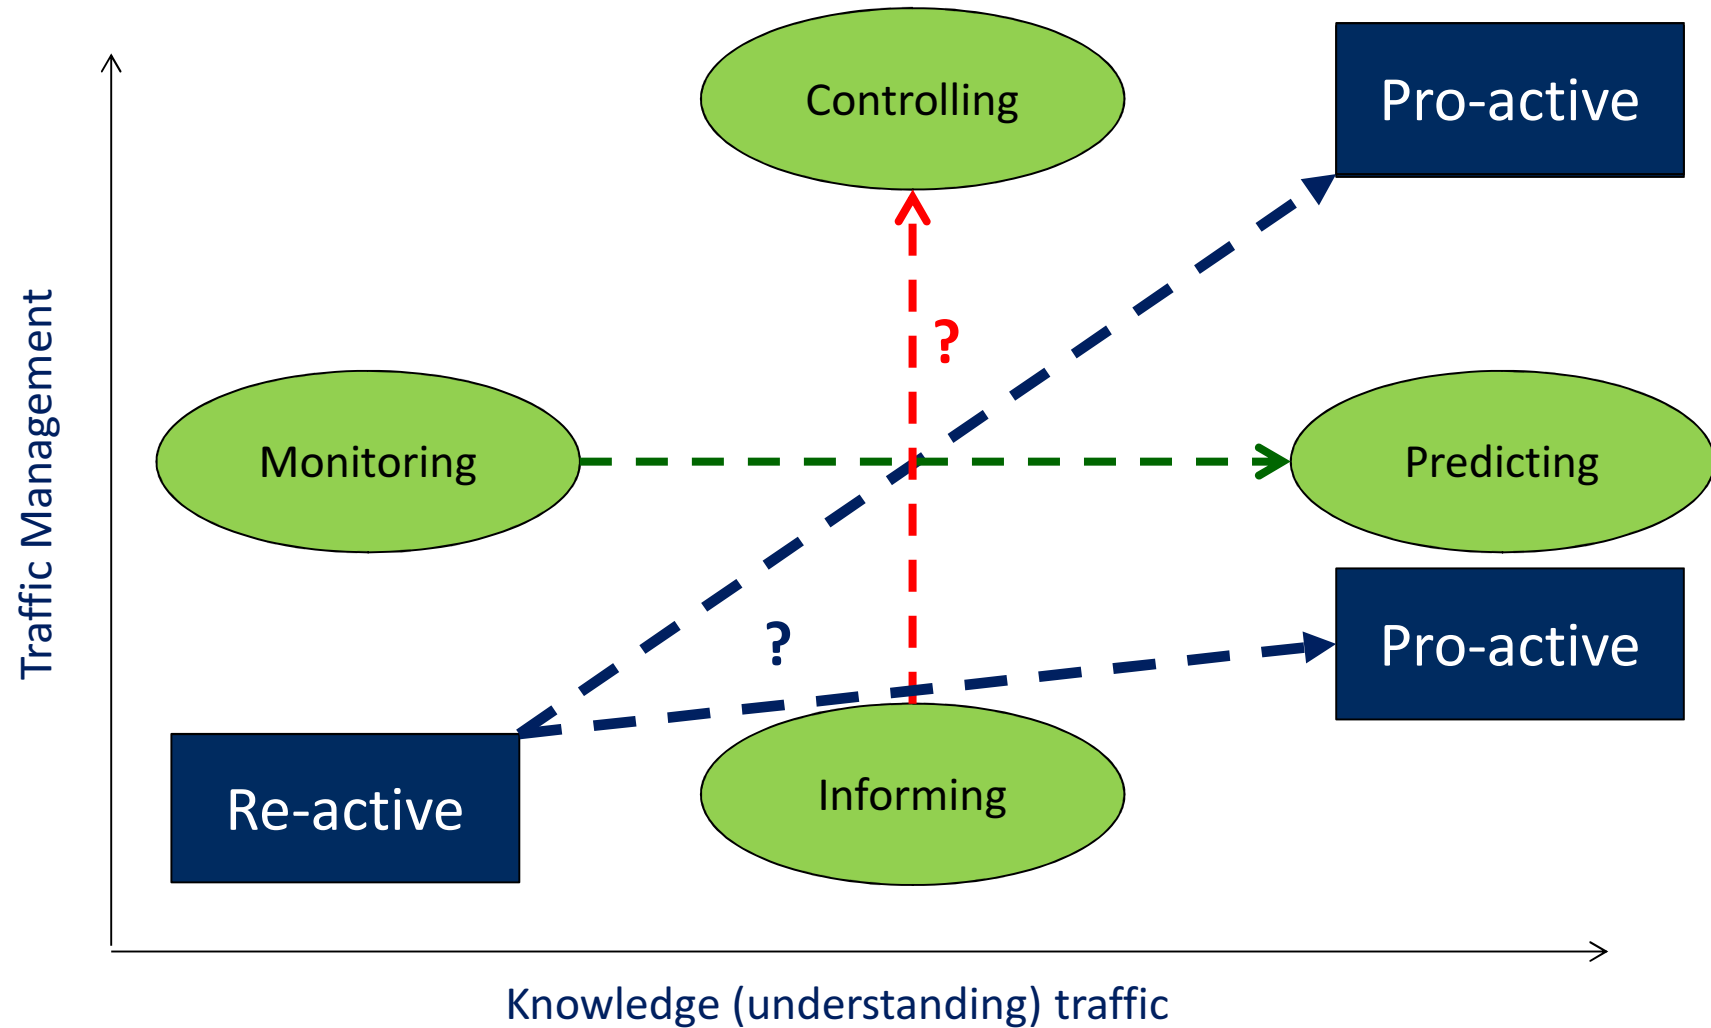 Controlling
Pro-active
?
Monitoring
Predicting
Traffic Management
?
Pro-active
Re-active
Informing
Knowledge (understanding) traffic